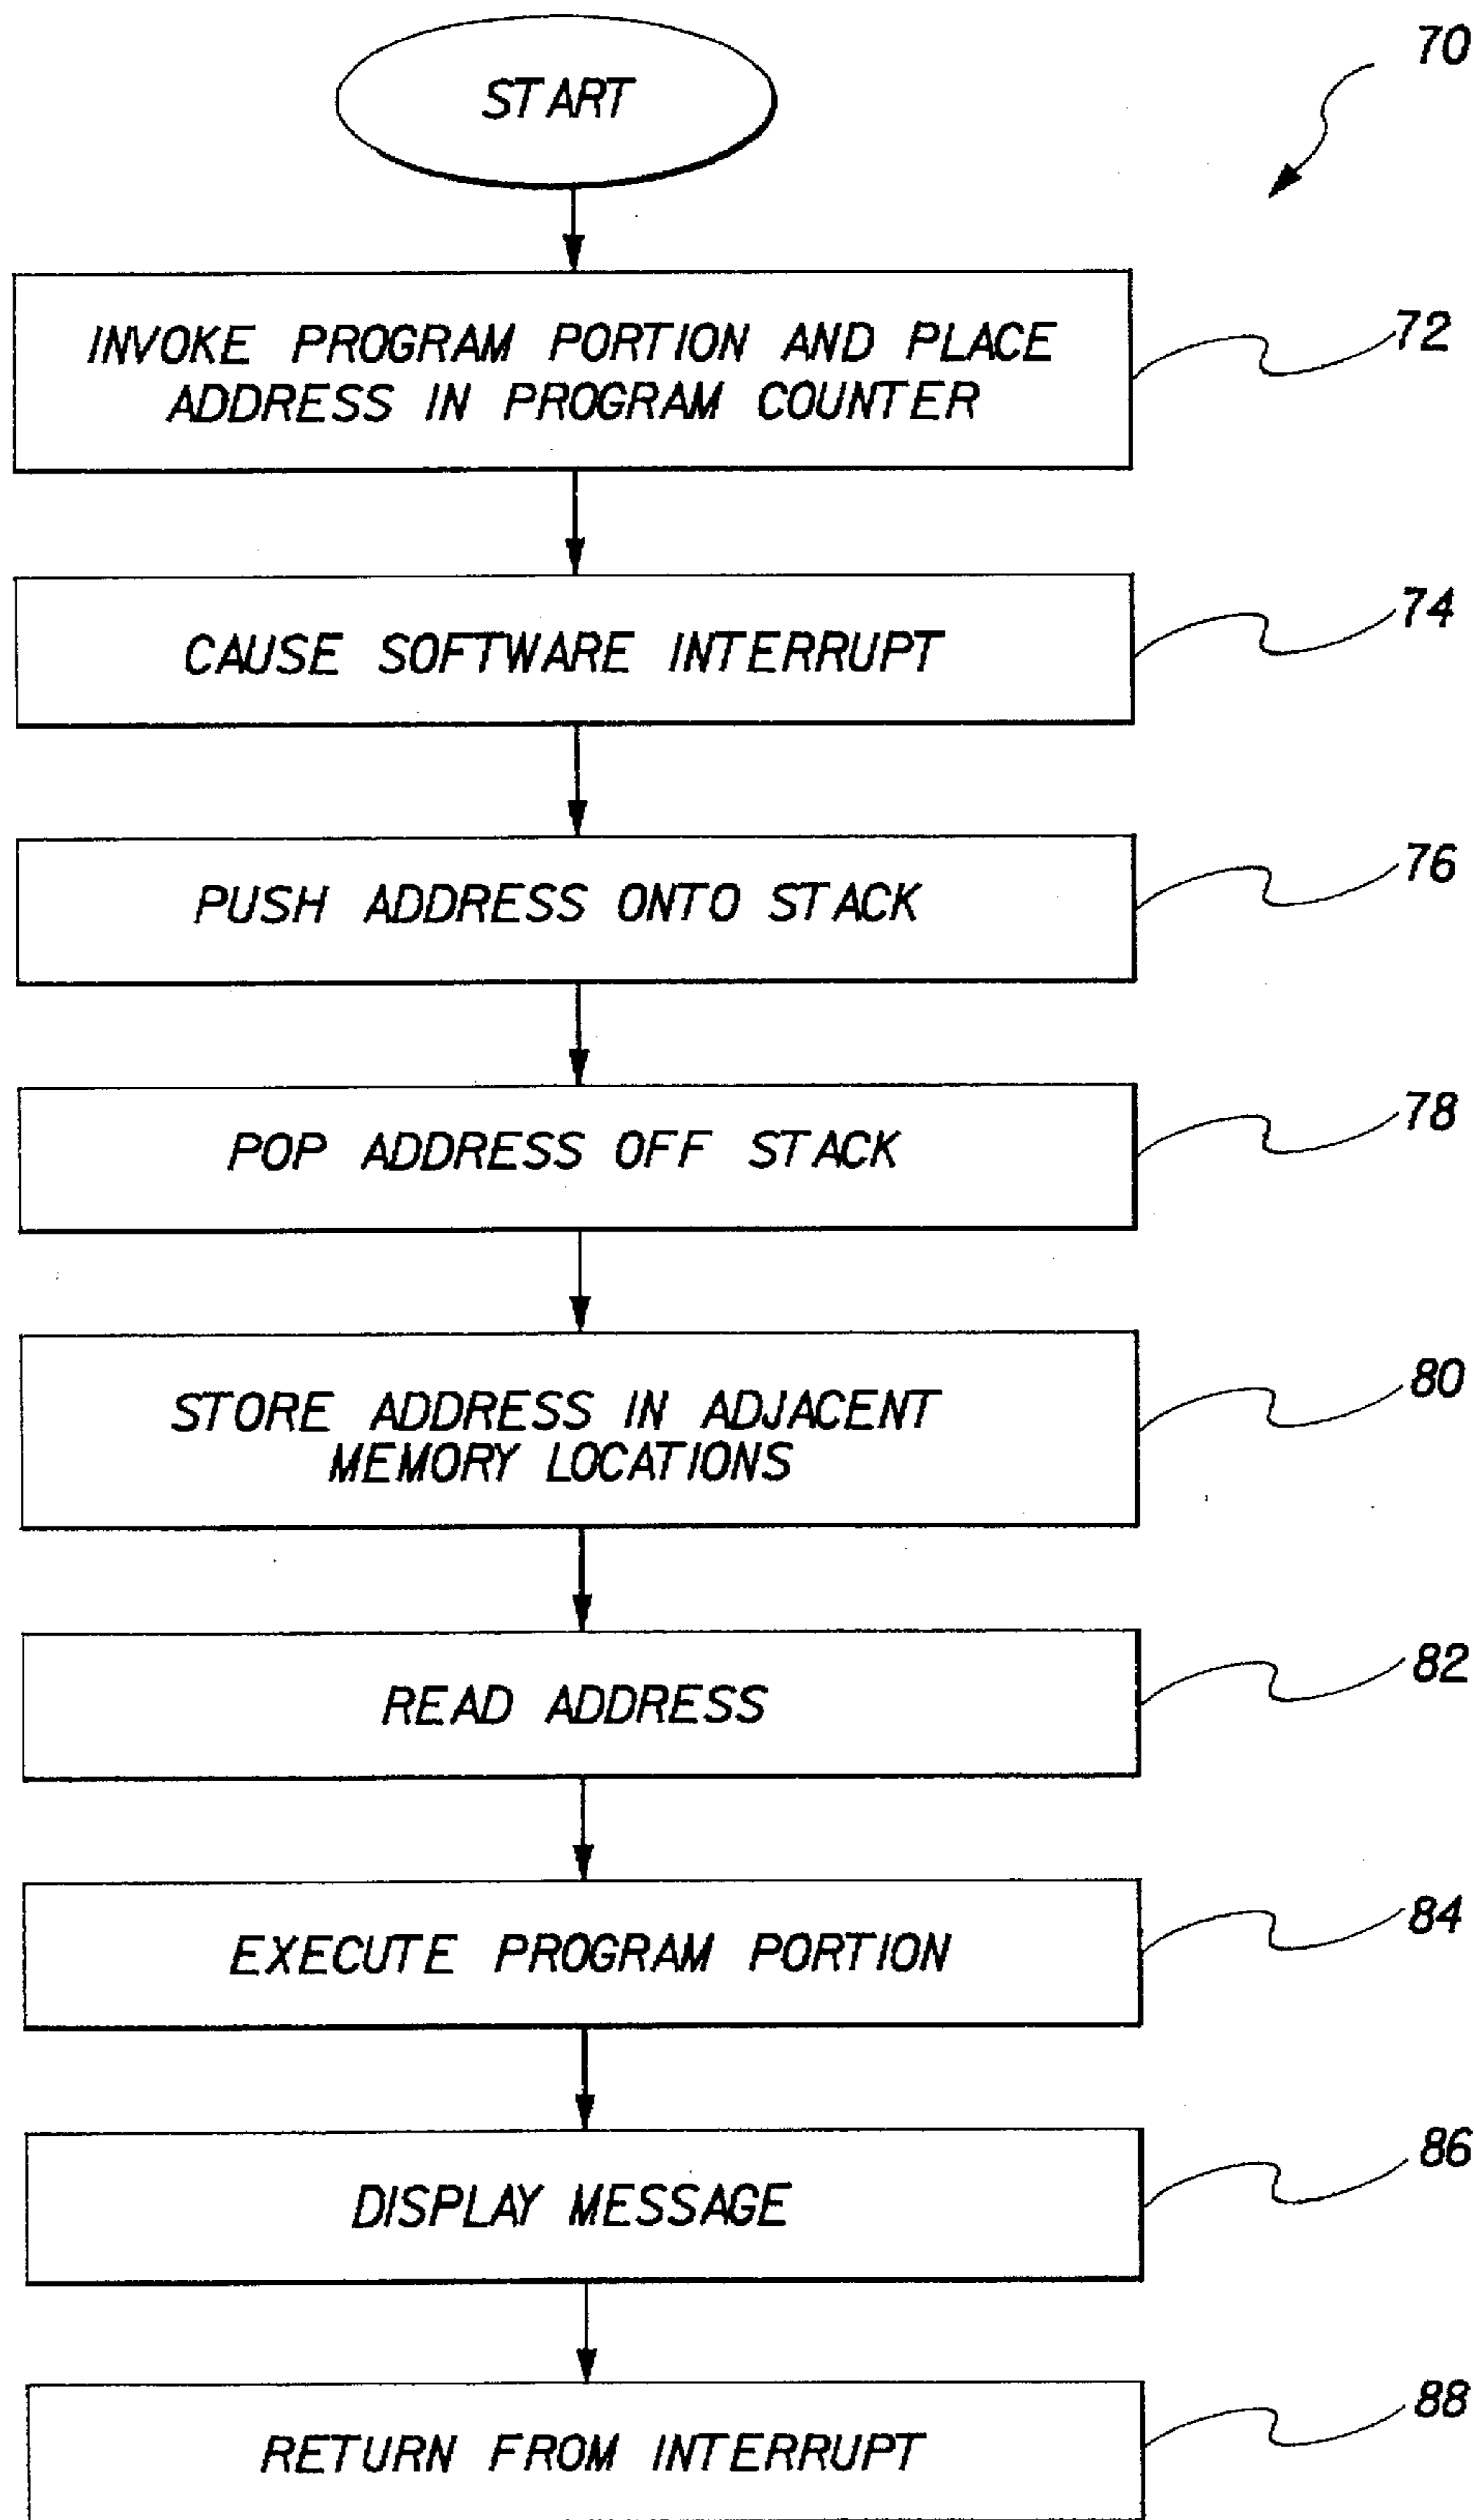 START
70
INVOKE PROGRAM PORTION AND PLACE
ADDRESS IN PROGRAM COUNTER
72
CAUSE SOFTWARE INTERRUPT
74
PUSH ADDRESS ONTO STACK
76
POP ADDRESS OFF STACK
78
STORE ADDRESS IN ADJACENT
MEMORY LOCATIONS
80
READ ADDRESS
82
EXECUTE PROGRAM PORTION
84
DISPLAY MESSAGE
86
RETURN FROM INTERRUPT
88